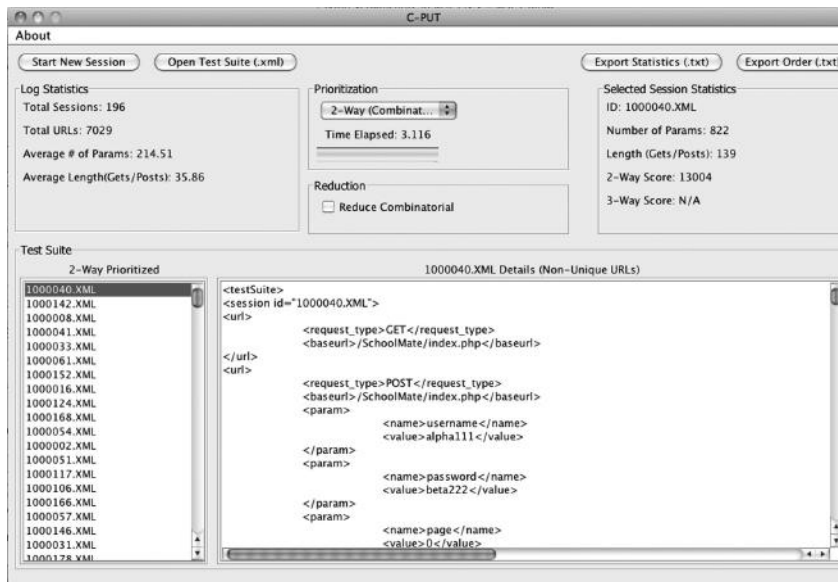 C-PUT
About
Start New Session
Open Test Suite (.xml)
Export Statistics (.txt)
Export Order (.txt
Log Statistics
Total Sessions: 196
Total URLs: 7029
Average # of Params: 214.51
Average Length(Gets/Posts): 35.86
Prioritization
2-Way (Combinat...
Time Elapsed: 3.116
Reduction
Reduce Combinatorial
Selected Session Statistics
ID: 1000040.XML
Number of Params: 822
Length (Gets/Posts): 139
2-Way Score: 13004
3-Way Score: N/A
Test Suite
2-Way Prioritized
1000040.XML
1000142.XML
1000008.XML
1000041.XML
1000033.XML
1000061.XML
1000152.XML
1000016.XML
1000124.XML
1000168.XML
1000054.XML
1000002.XML
1000051.XML
1000117.XML
1000106.XML
1000166.XML
1000057.XML
1000146.XML
1000031.XML
1000178.XML
1000040.XML Details (Non-Unique URLs)
<testSuite>
<session id="1000040.XML">
<url>
<request_type>GET</request_type>
<baseurl>/SchoolMate/index.php</baseurl>
</url>
<url>
<request_type>POST</request_type>
<baseurl>/SchoolMate/index.php</baseurl>
<param>
<name>username</name>
<value>alpha111</value>
</param>
<param>
<name>password</name>
<value>beta222</value>
</param>
<param>
<name>page</name>
<value>0</value>